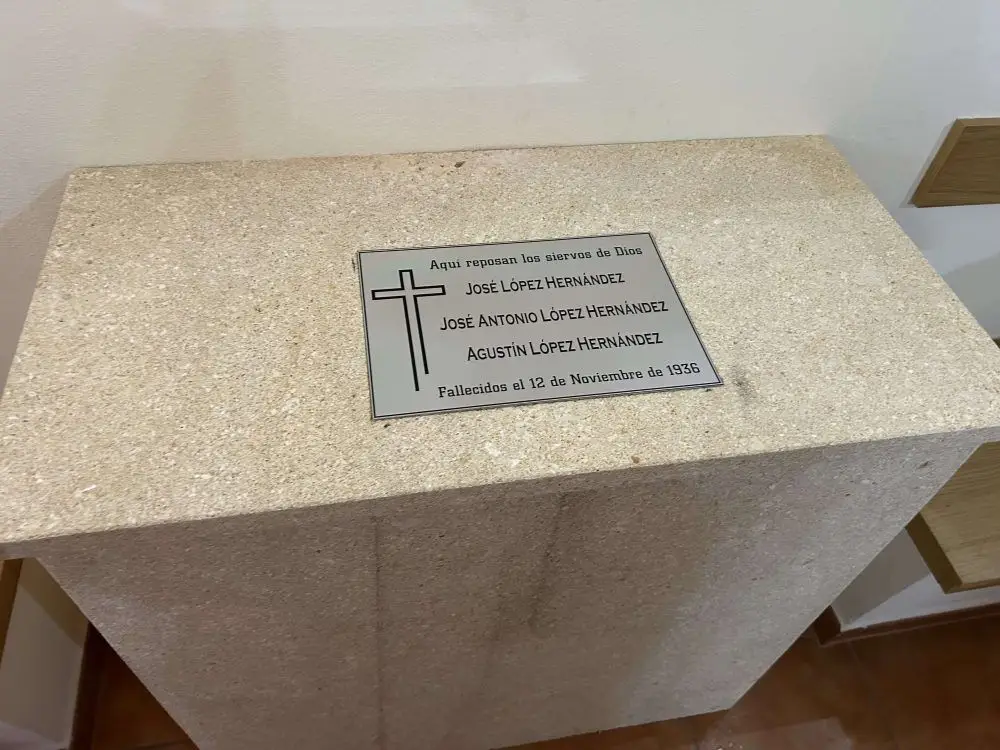 Aquí reposan los siervos de Dios
JOSÉ LÓPEZ HERNÁNDEZ
JOSÉ ANTONIO LÓPEZ HERNÁNDEZ
AGUSTÍN LÓPEZ HERNÁNDEZ
Fallecidos el 12 de Noviembre de 1936